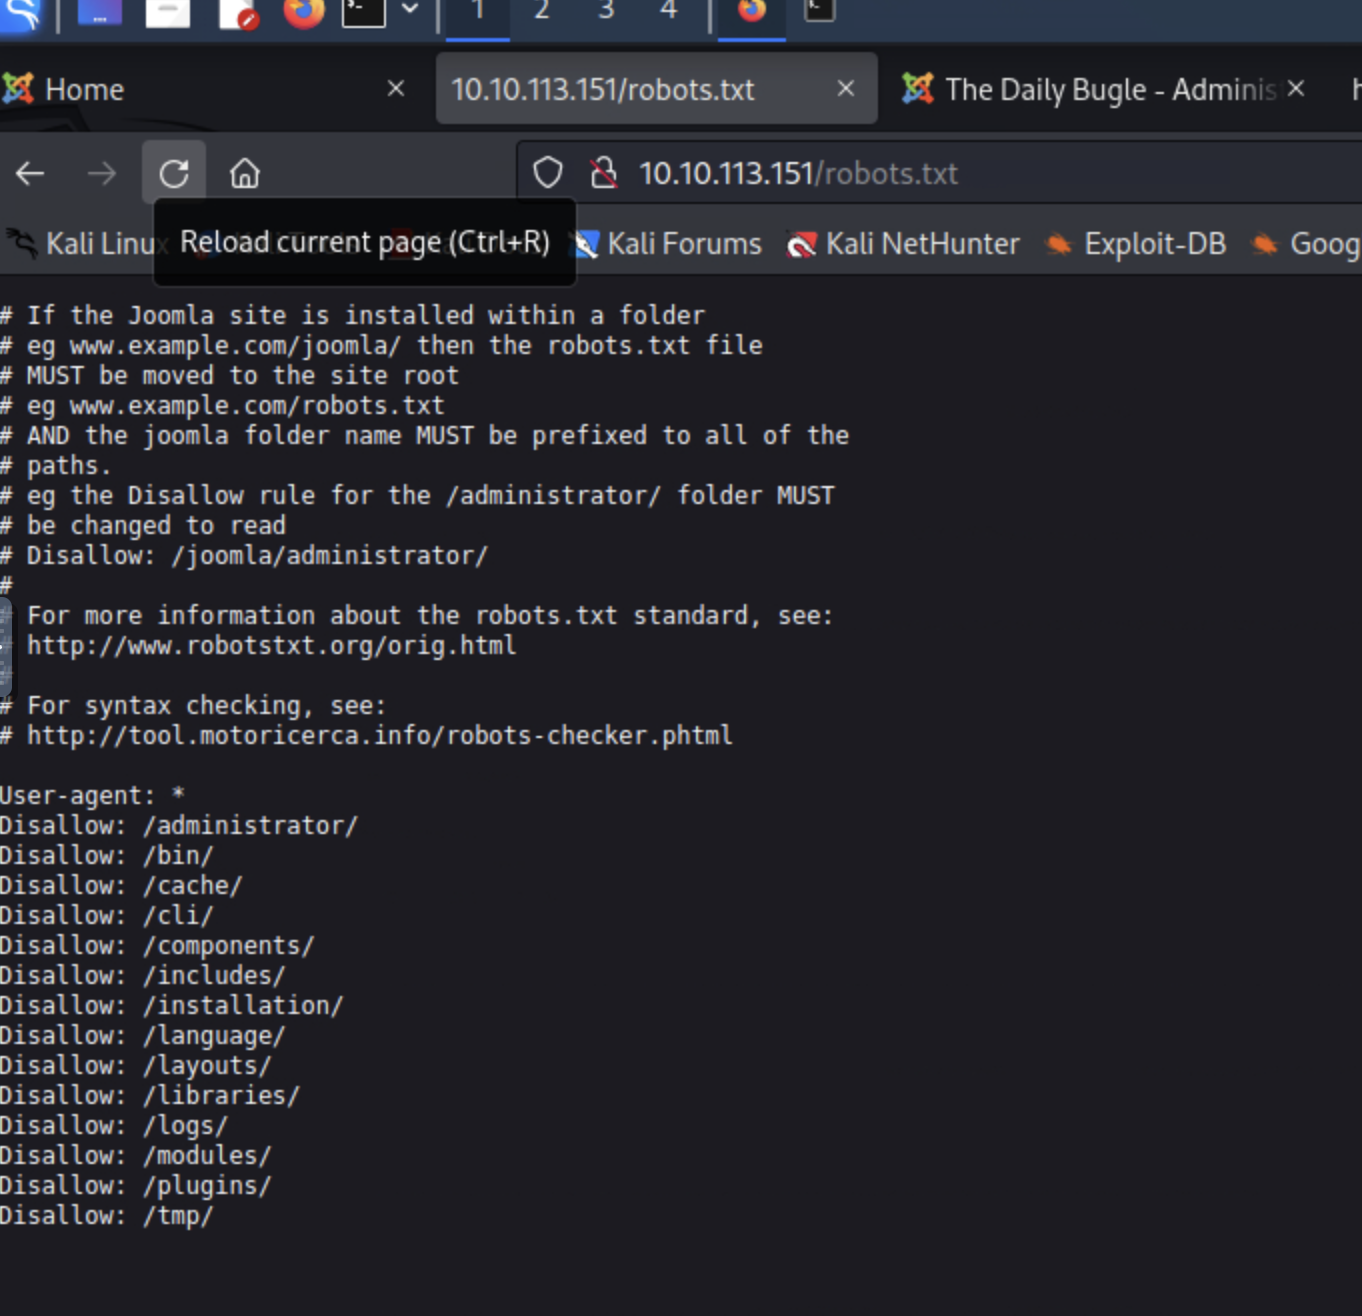 1 2 3 4
Home
10.10.113.151/robots.txt
The Daily Bugle - Adminis
10.10.113.151/robots.txt
Kali Linux
Reload current page (Ctrl+R)
Kali Forums
Kali NetHunter
Exploit-DB
Goog
# If the Joomla site is installed within a folder
# eg www.example.com/joomla/ then the robots.txt file
# MUST be moved to the site root
# eg www.example.com/robots.txt
# AND the joomla folder name MUST be prefixed to all of the
# paths.
# eg the Disallow rule for the /administrator/ folder MUST
# be changed to read
# Disallow: /joomla/administrator/
#
# For more information about the robots.txt standard, see:
# http://www.robotstxt.org/orig.html
#
# For syntax checking, see:
# http://tool.motoricerca.info/robots-checker.phtml
User-agent: *
Disallow: /administrator/
Disallow: /bin/
Disallow: /cache/
Disallow: /cli/
Disallow: /components/
Disallow: /includes/
Disallow: /installation/
Disallow: /language/
Disallow: /layouts/
Disallow: /libraries/
Disallow: /logs/
Disallow: /modules/
Disallow: /plugins/
Disallow: /tmp/